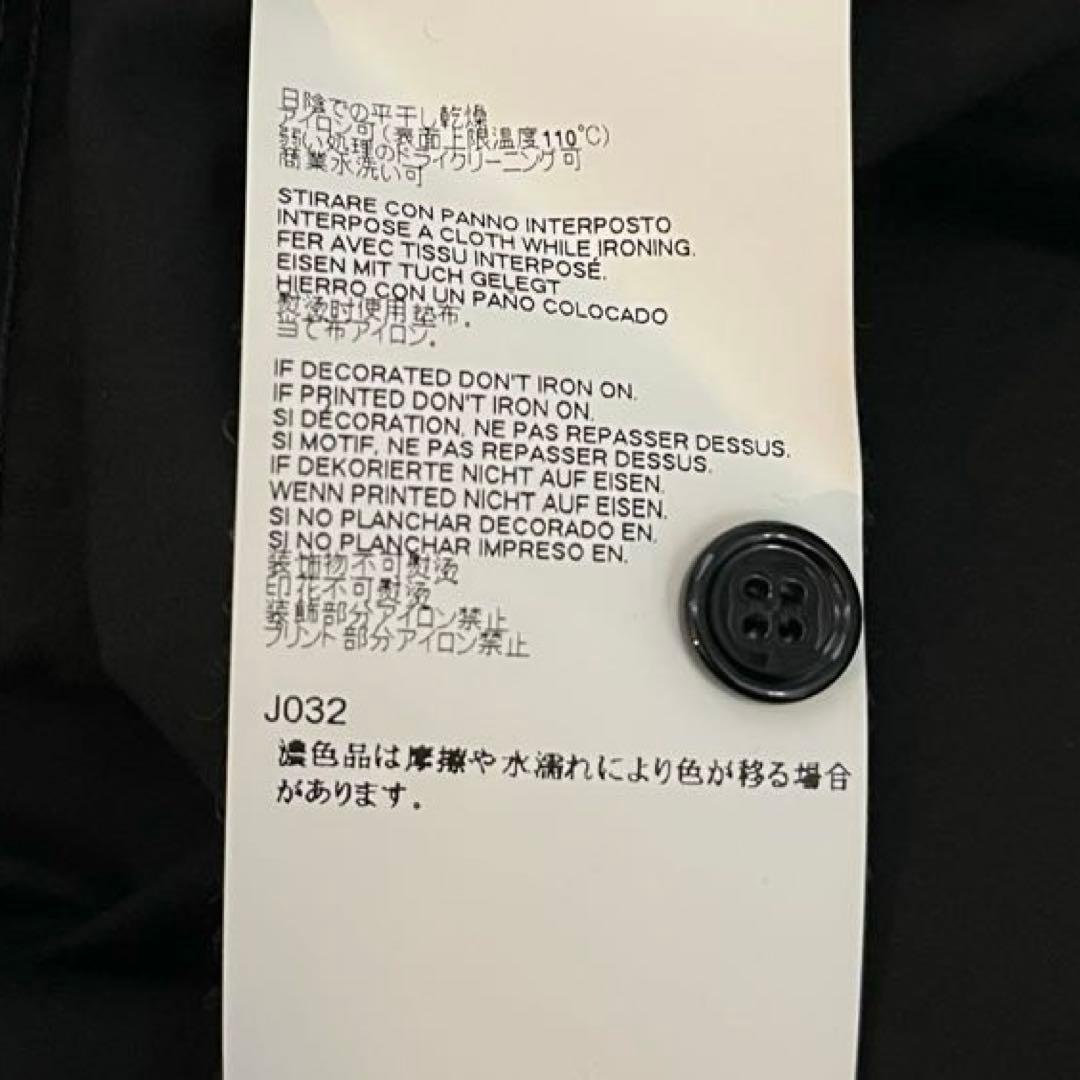 日陰での平干し乾燥
アイロン可(表面上限温度110℃)
弱い処理のドライクリーニング可
商業水洗い可
STIRARE CON PANNO INTERPOSTO
INTERPOSE A CLOTH WHILE IRONING.
FER AVEC TISSU INTERPOSÉ.
EISEN MIT TUCH GELEGT
HIERRO CON UN PAÑO COLOCADO
熨烫时使用垫布.
当て布アイロン.
IF DECORATED DON'T IRON ON.
IF PRINTED DON'T IRON ON.
SI DÉCORATION, NE PAS REPASSER DESSUS.
SI MOTIF, NE PAS REPASSER DESSUS.
IF DEKORIERTE NICHT AUF EISEN.
WENN PRINTED NICHT AUF EISEN.
SI NO PLANCHAR DECORADO EN.
SI NO PLANCHAR IMPRESO EN.
装饰物不可熨烫
印花不可熨烫
装飾部分アイロン禁止
プリント部分アイロン禁止
J032
濃色品は摩擦や水濡れにより色が移る場合
があります。